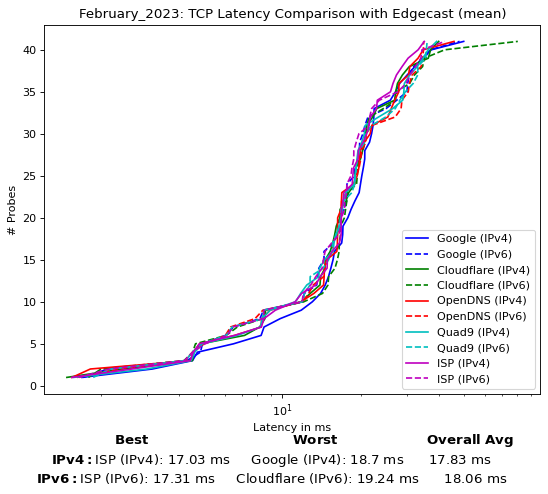 February_2023: TCP Latency Comparison with Edgecast (mean)
# Probes
40
35
30
25
20
15
10
5
0
Google (IPv4)
Google (IPv6)
Cloudflare (IPv4)
Cloudflare (IPv6)
OpenDNS (IPv4)
OpenDNS (IPv6)
Quad9 (IPv4)
Quad9 (IPv6)
ISP (IPv4)
ISP (IPv6)
10¹
Latency in ms
Best Worst Overall Avg
IPv4: ISP (IPv4): 17.03 ms Google (IPv4): 18.7 ms 17.83 ms
IPv6: ISP (IPv6): 17.31 ms Cloudflare (IPv6): 19.24 ms 18.06 ms